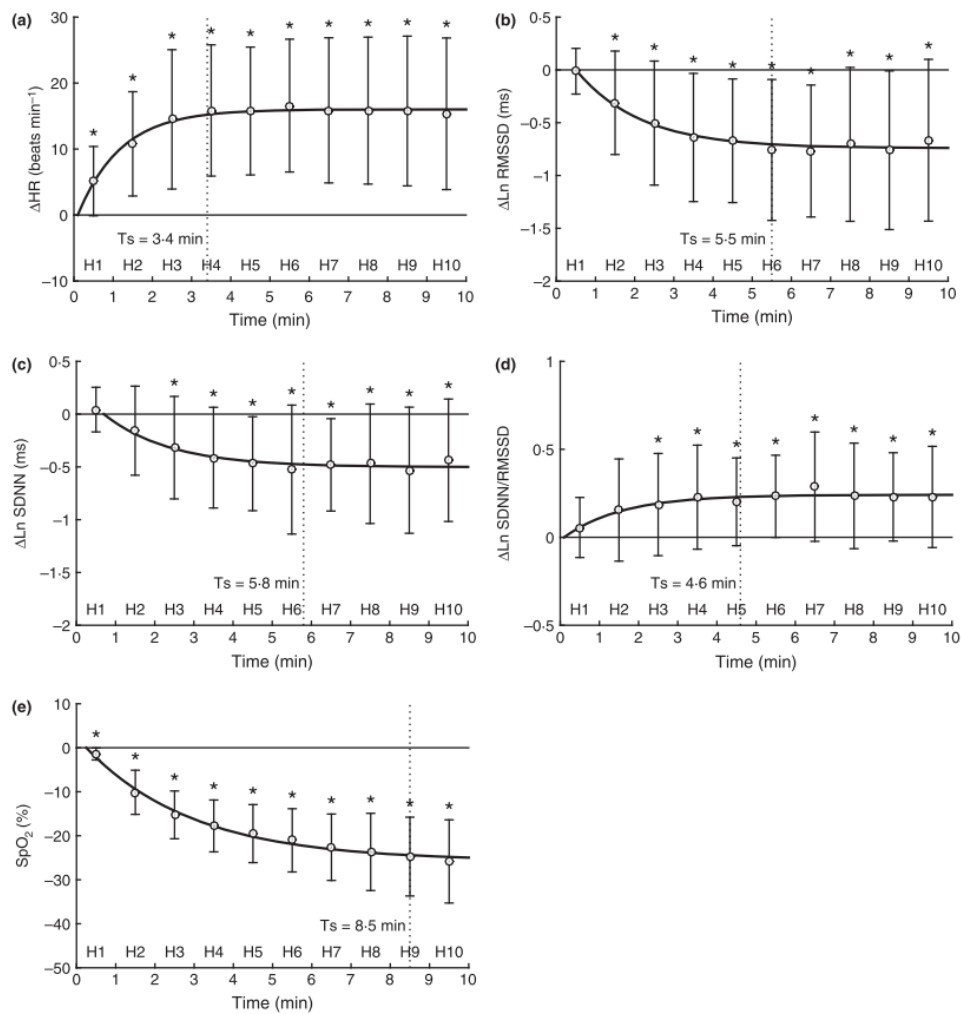 (a)
30
20
10
0
–10
ΔHR (beats min⁻¹)
* * * * * * * * * *
Ts = 3·4 min
H1 H2 H3 H4 H5 H6 H7 H8 H9 H10
0 1 2 3 4 5 6 7 8 9 10
Time (min)
(b)
0·5
0
–0·5
–1
–1·5
–2
ΔLn RMSSD (ms)
* * * * * * * * *
Ts = 5·5 min
H1 H2 H3 H4 H5 H6 H7 H8 H9 H10
0 1 2 3 4 5 6 7 8 9 10
Time (min)
(c)
0·5
0
–0·5
–1
–1·5
–2
ΔLn SDNN (ms)
* * * * * * * *
Ts = 5·8 min
H1 H2 H3 H4 H5 H6 H7 H8 H9 H10
0 1 2 3 4 5 6 7 8 9 10
Time (min)
(d)
1
0·5
0
–0·5
ΔLn SDNN/RMSSD
* * * * * * * *
Ts = 4·6 min
H1 H2 H3 H4 H5 H6 H7 H8 H9 H10
0 1 2 3 4 5 6 7 8 9 10
Time (min)
(e)
10
0
–10
–20
–30
–40
–50
SpO₂ (%)
* * * * * * * * * *
Ts = 8·5 min
H1 H2 H3 H4 H5 H6 H7 H8 H9 H10
0 1 2 3 4 5 6 7 8 9 10
Time (min)